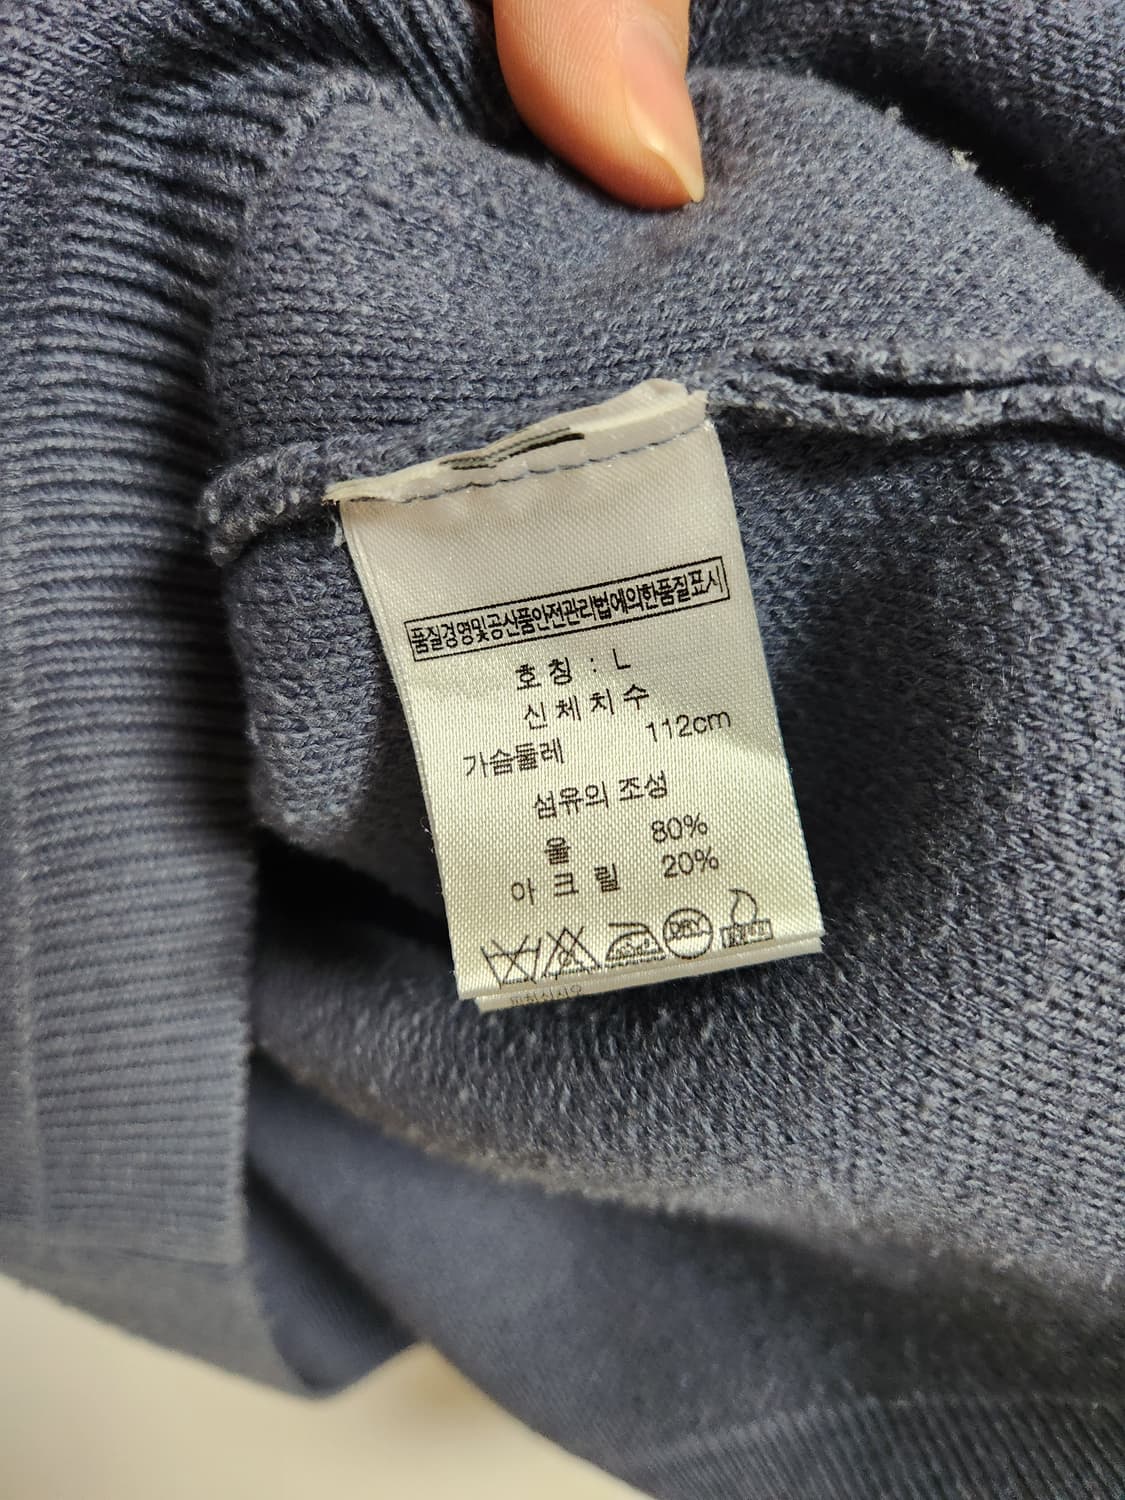 품질경영및공산품안전관리법에의한품질표시
호칭 : L
신체치수
가슴둘레 112cm
섬유의 조성
울 80%
아크릴 20%
DRY